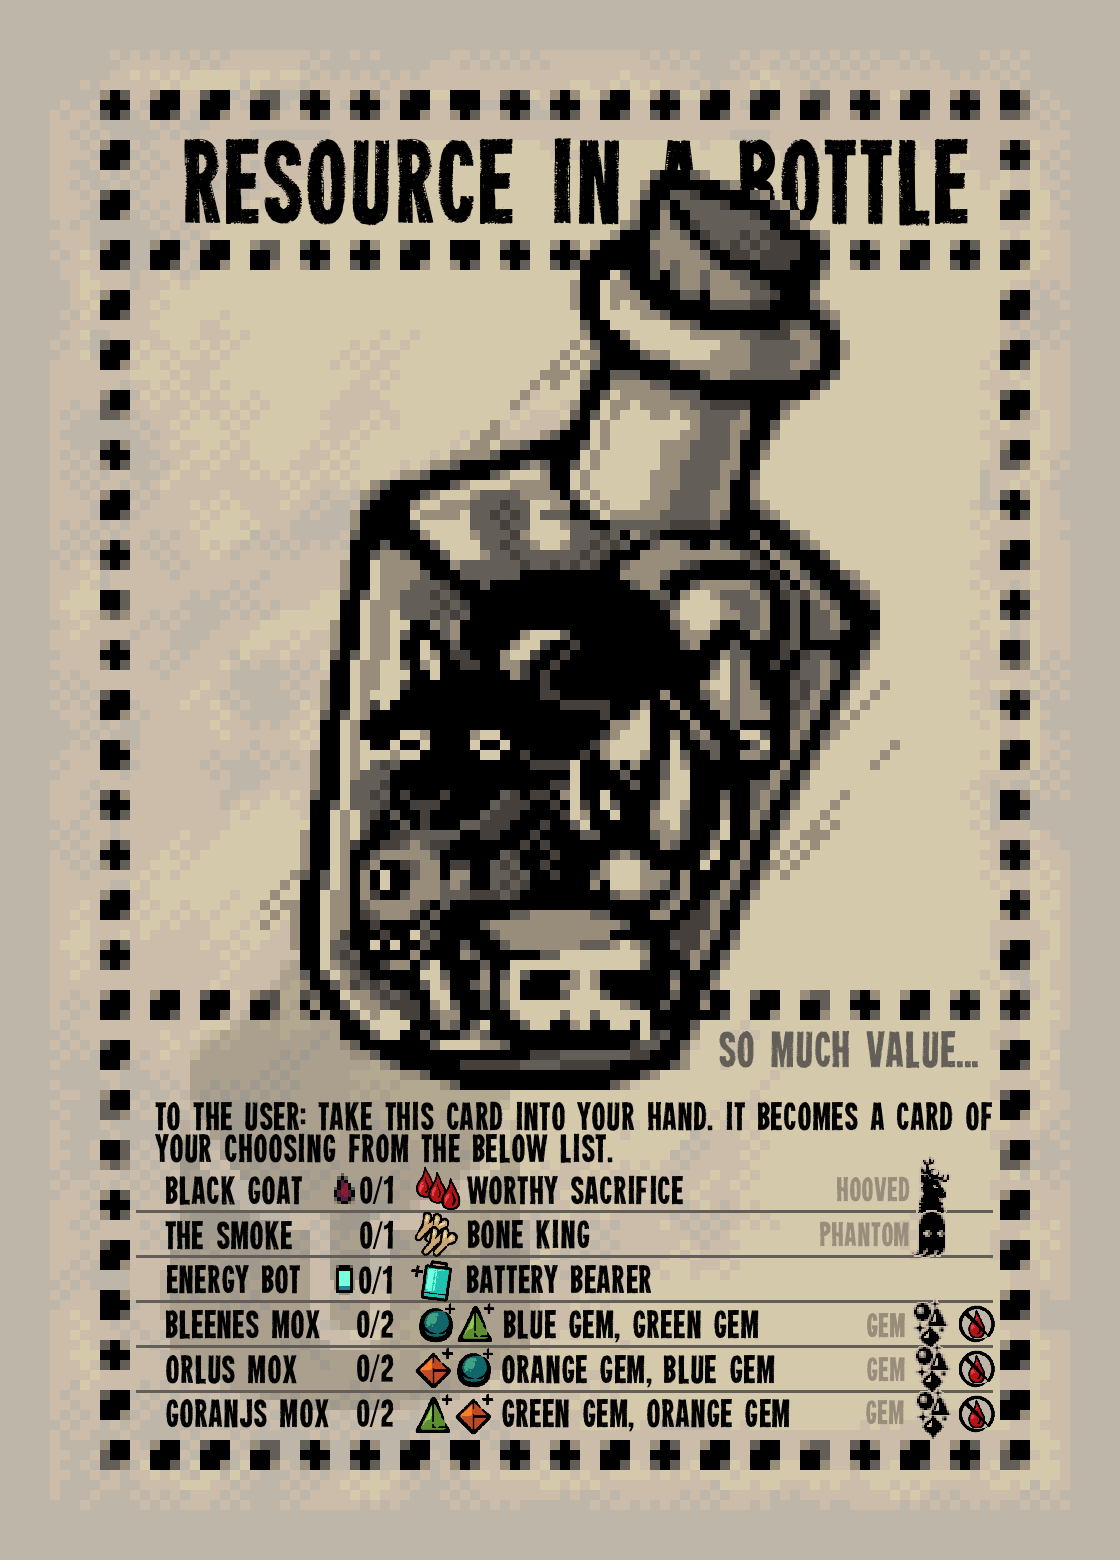 RESOURCE IN A BOTTLE
SO MUCH VALUE...
TO THE USER: TAKE THIS CARD INTO YOUR HAND. IT BECOMES A CARD OF
YOUR CHOOSING FROM THE BELOW LIST.
BLACK GOAT 0/1 WORTHY SACRIFICE HOOVED
THE SMOKE 0/1 BONE KING PHANTOM
ENERGY BOT 0/1 BATTERY BEARER
BLEENES MOX 0/2 BLUE GEM, GREEN GEM GEM
ORLUS MOX 0/2 ORANGE GEM, BLUE GEM GEM
GORANJS MOX 0/2 GREEN GEM, ORANGE GEM GEM